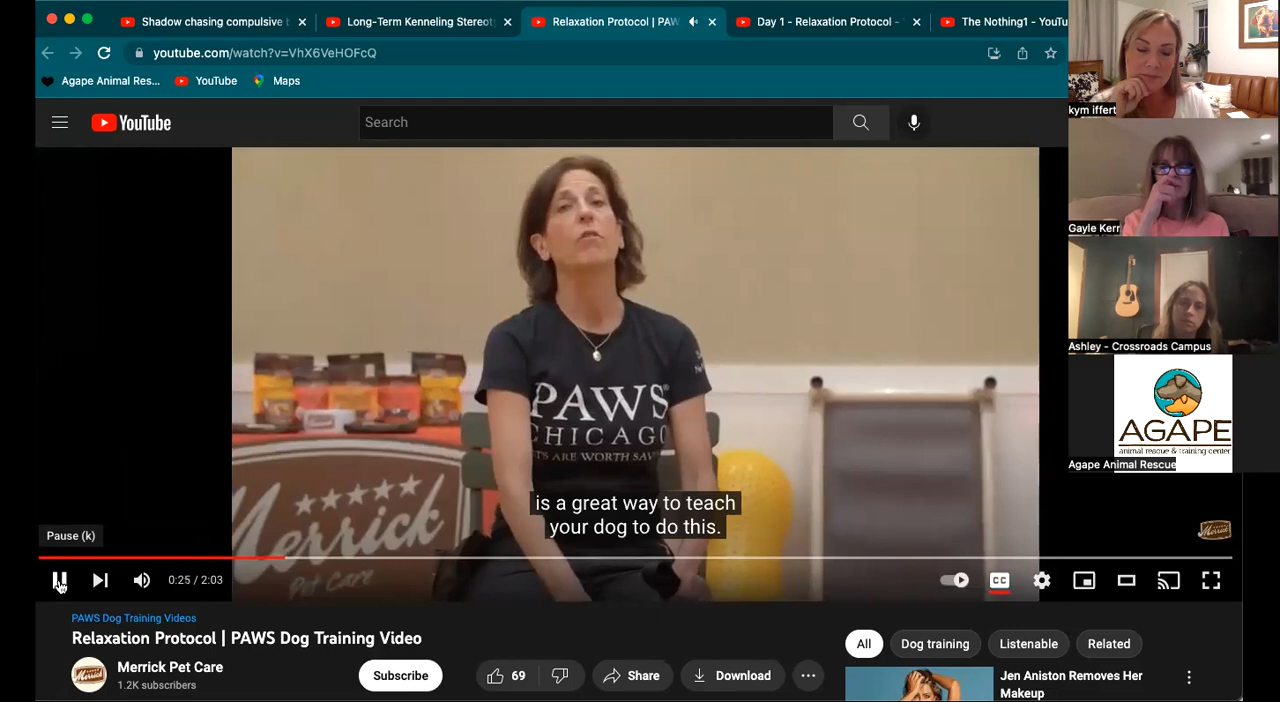 Shadow chasing compulsive
Long-Term Kenneling Stereot
Relaxation Protocol | PAW
Day 1 - Relaxation Protocol -
The Nothing1 - YouTu
youtube.com/watch?v=VhX6VeHOFcQ
Agape Animal Res...
YouTube
Maps
YouTube
Search
kym iffert
Gayle Kerr
Ashley - Crossroads Campus
AGAPE
animal rescue & training center
Agape Animal Rescue
PAWS
CHICAGO
Merrick
Pet Care
is a great way to teach
your dog to do this.
Merrick
Pause (k)
0:25 / 2:03
CC
PAWS Dog Training Videos
Relaxation Protocol | PAWS Dog Training Video
Merrick Pet Care
1.2K subscribers
Subscribe
69
Share
Download
All
Dog training
Listenable
Related
Jen Aniston Removes Her
Makeup